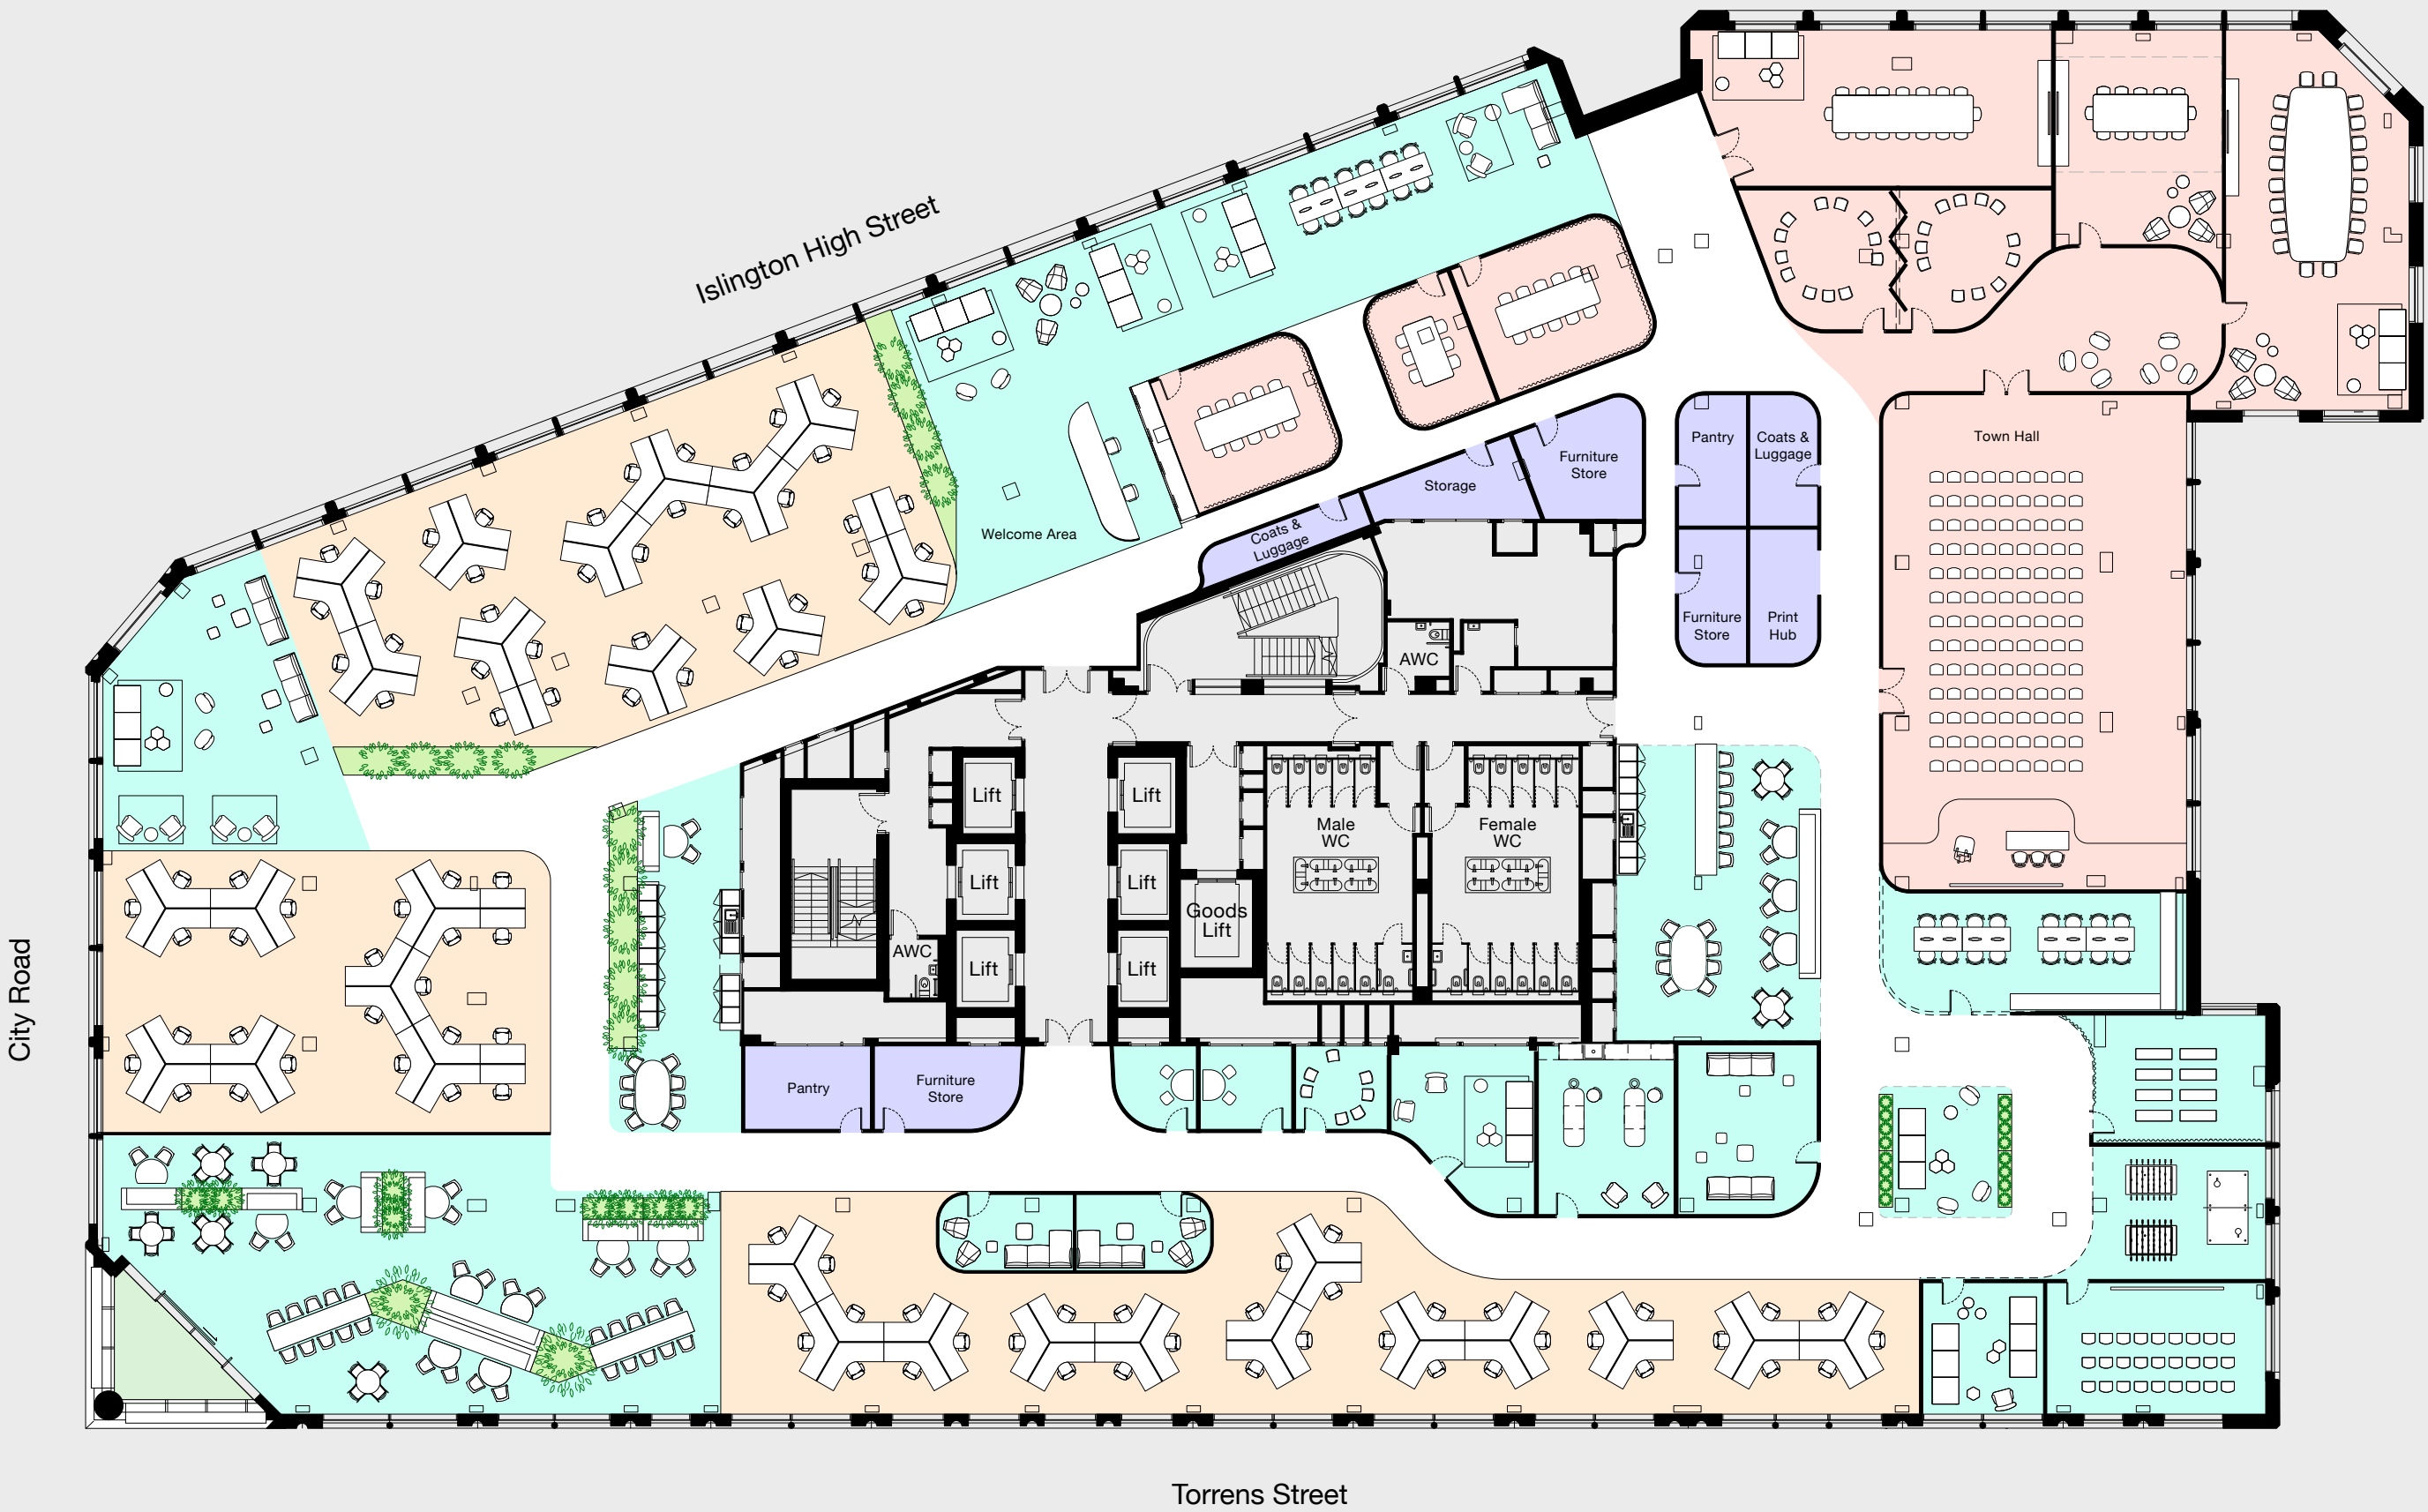 Islington High Street
Town Hall
Pantry
Coats &
Luggage
Furniture
Store
Storage
Welcome Area
Coats &
Luggage
Furniture
Store
Print
Hub
AWC
Lift
Lift
Male
WC
Female
WC
Lift
Lift
Goods
Lift
AWC
Lift
Lift
City Road
Pantry
Furniture
Store
Torrens Street